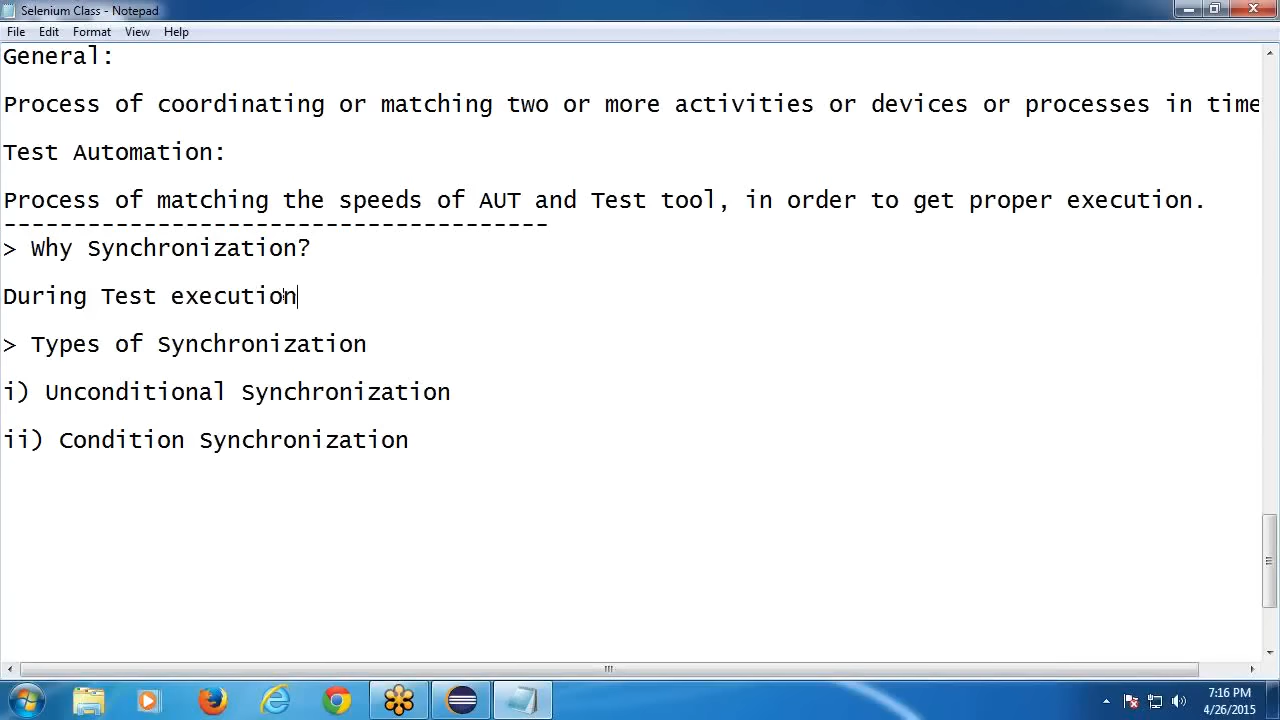 Selenium Class - Notepad
File Edit Format View Help
General:
Process of coordinating or matching two or more activities or devices or processes in time
Test Automation:
Process of matching the speeds of AUT and Test tool, in order to get proper execution.
---------------------------------------
> Why Synchronization?
During Test execution
> Types of Synchronization
i) Unconditional Synchronization
ii) Condition Synchronization
7:16 PM
4/26/2015